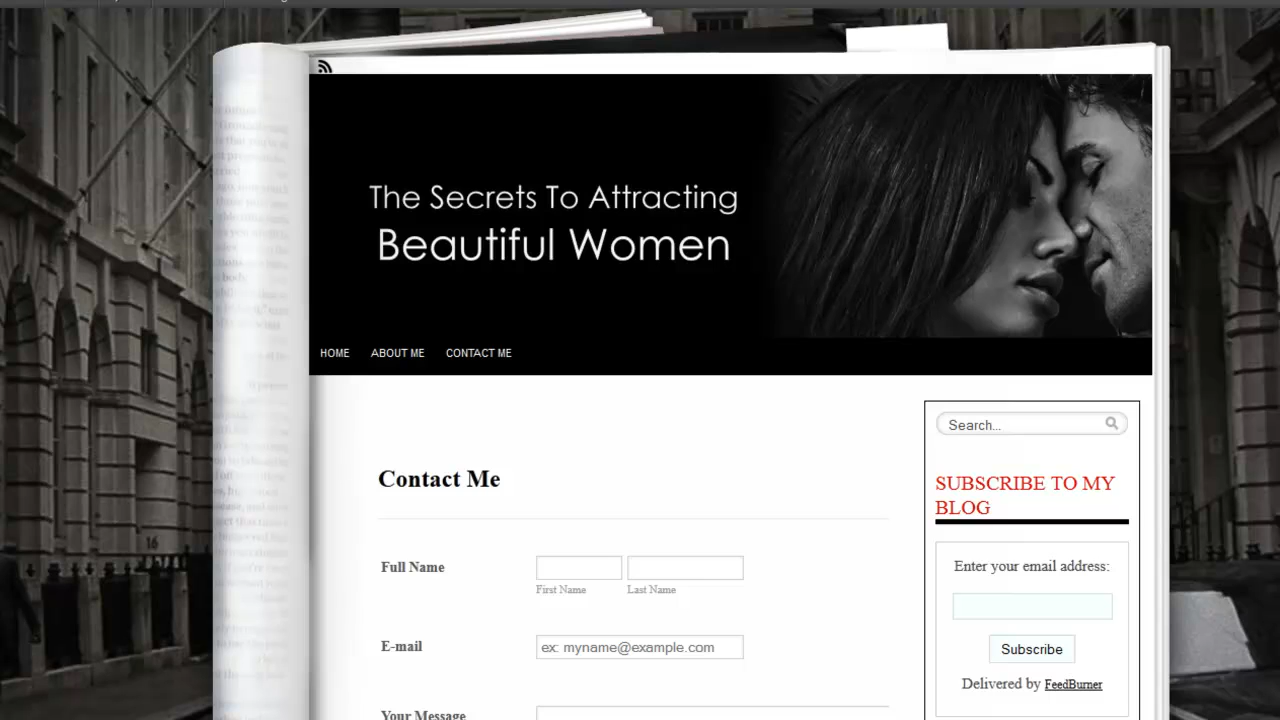 The Secrets To Attracting
Beautiful Women
HOME ABOUT ME CONTACT ME
Search...
Contact Me
SUBSCRIBE TO MY
BLOG
Enter your email address:
Full Name
First Name Last Name
E-mail
ex: myname@example.com
Subscribe
Delivered by FeedBurner
Your Message
16